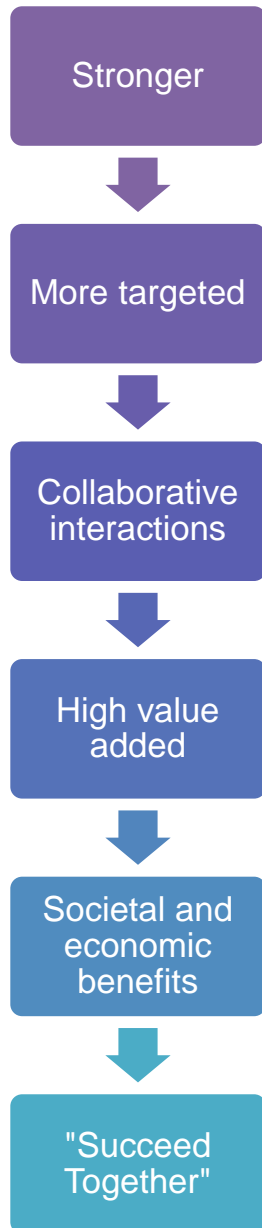 Stronger
More targeted
Collaborative
interactions
High value
added
Societal and
economic
benefits
"Succeed
Together"